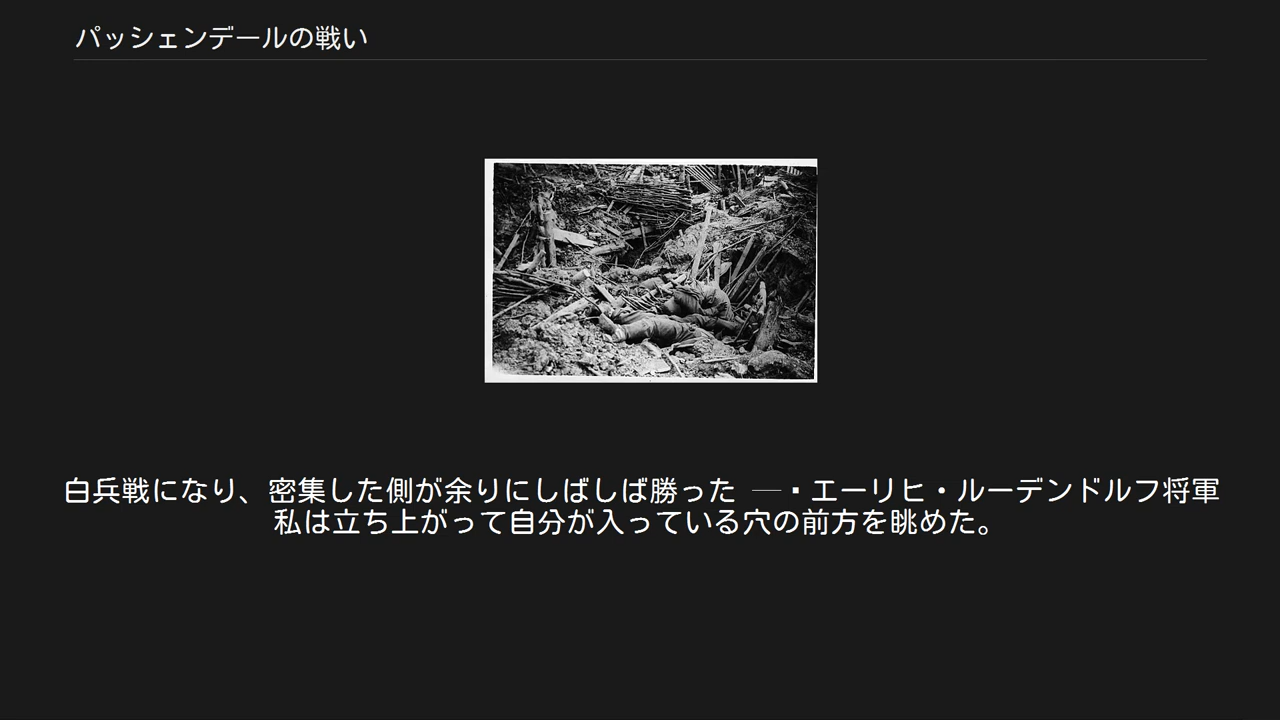 パッシェンデールの戦い
白兵戦になり、密集した側が余りにしばしば勝った ─▪エーリヒ・ルーデンドルフ将軍
私は立ち上がって自分が入っている穴の前方を眺めた。